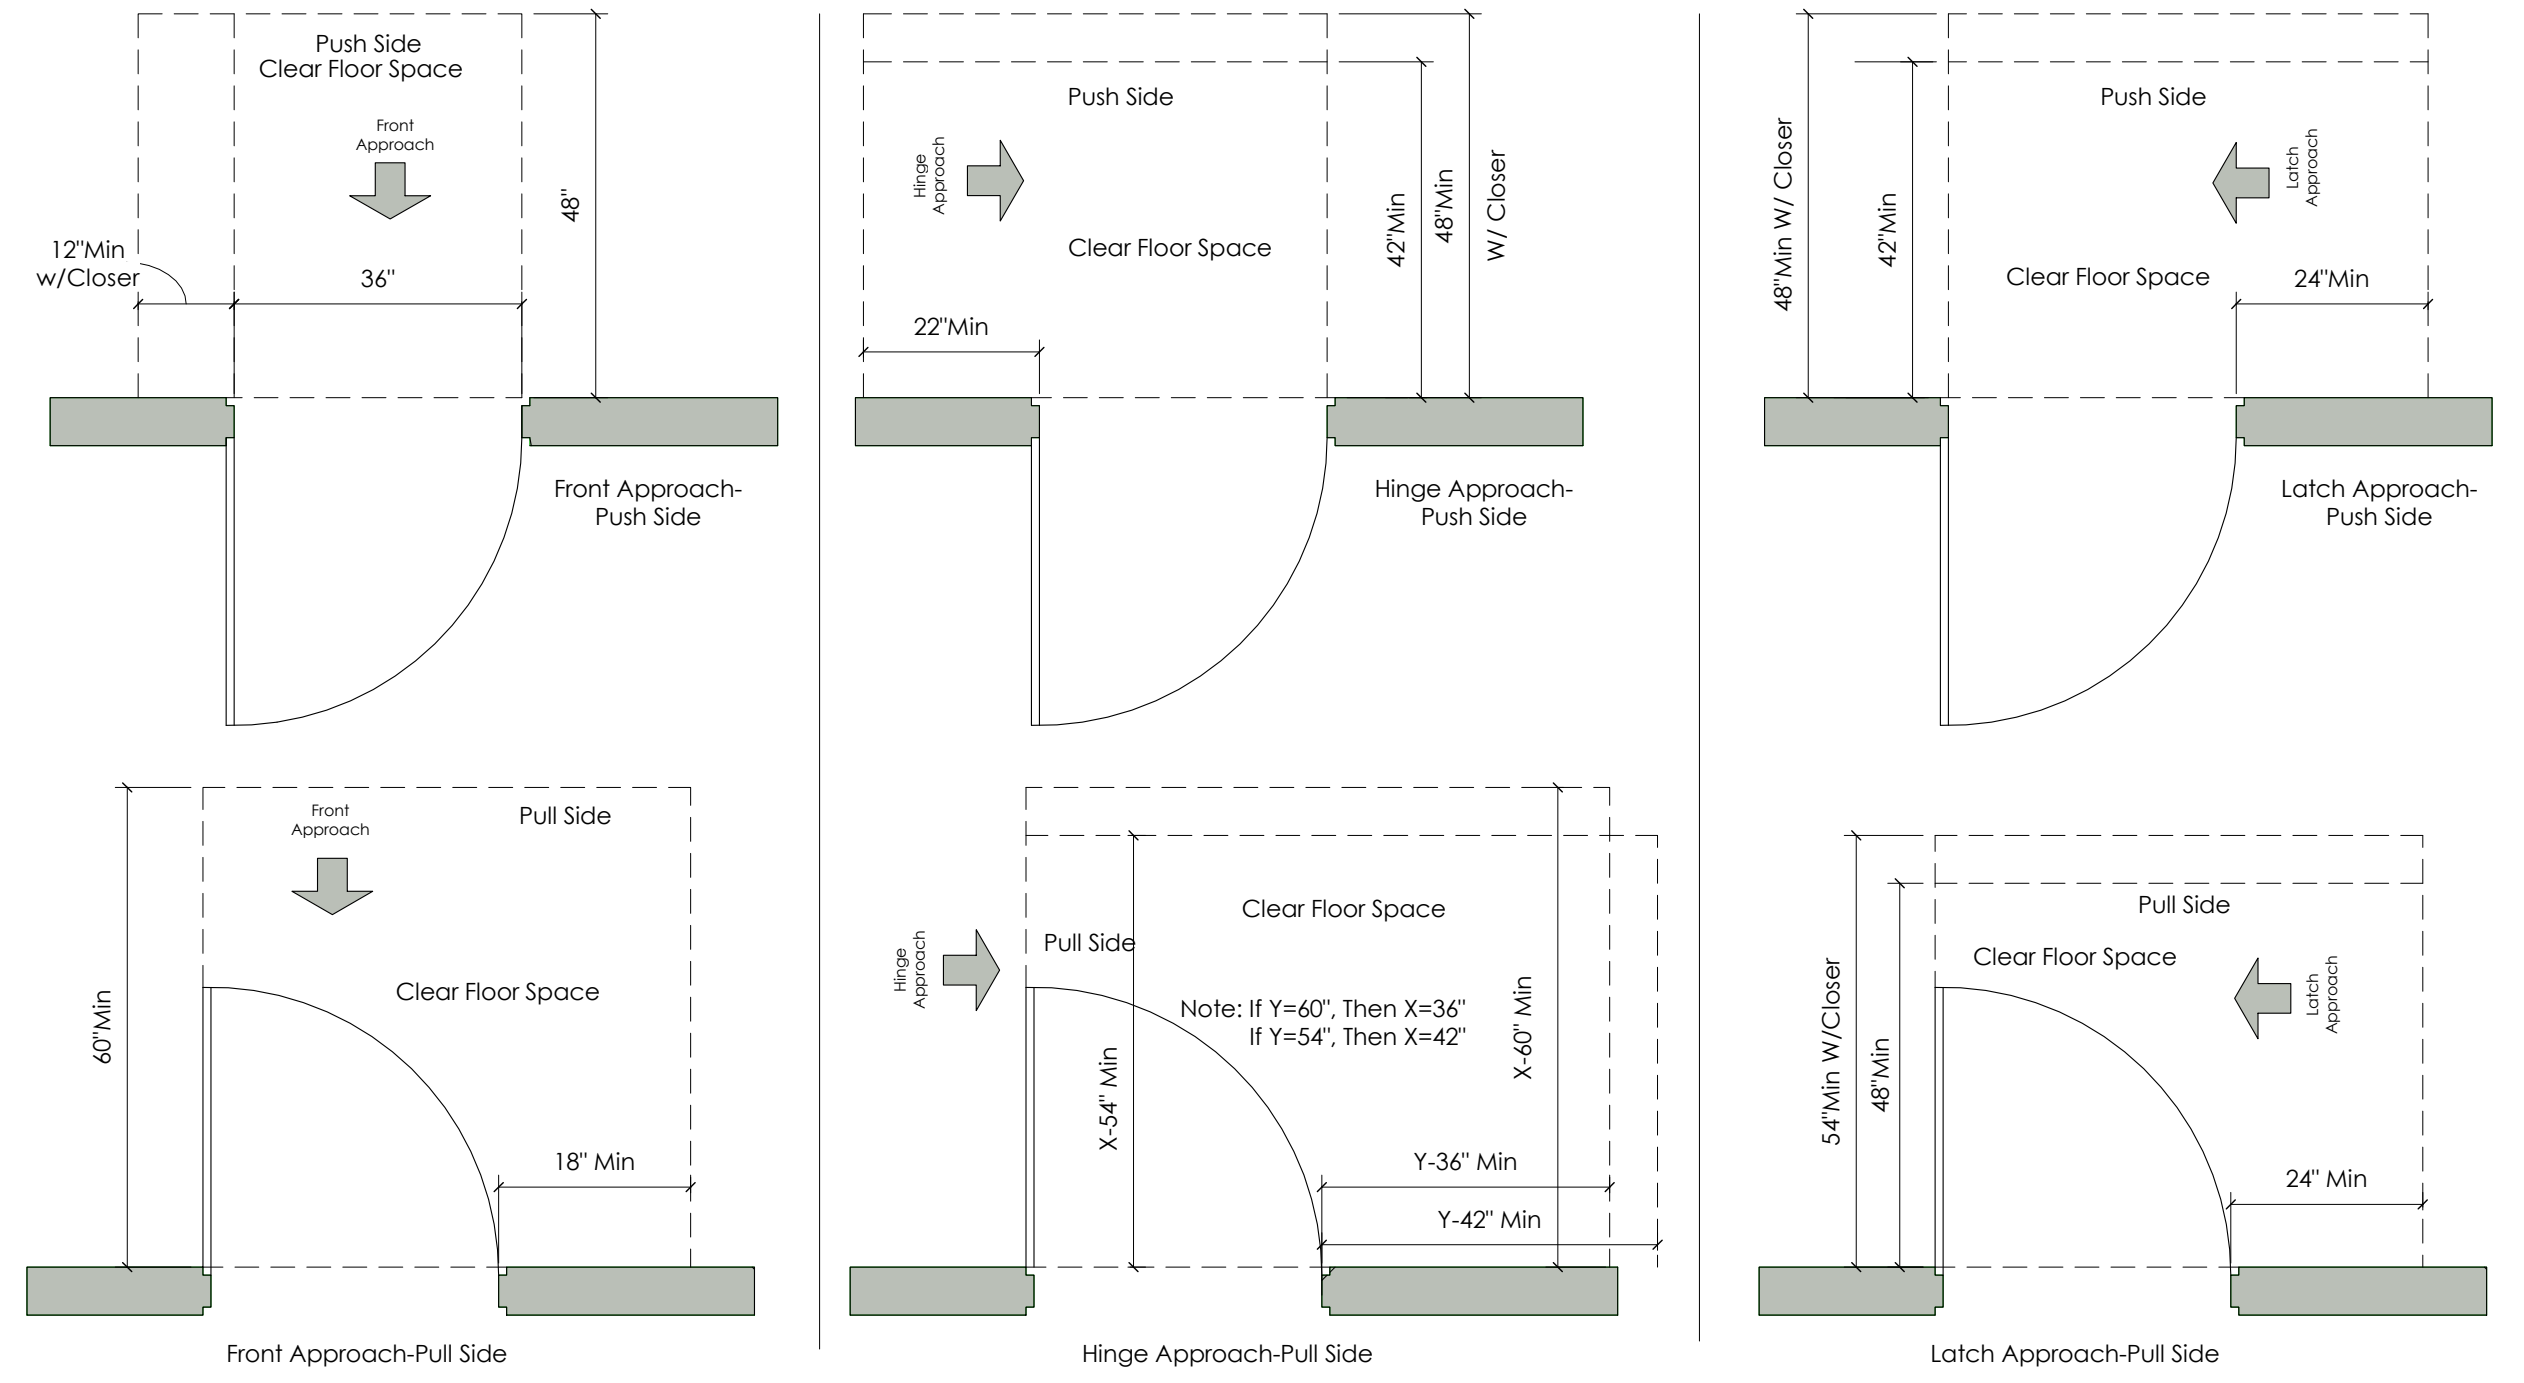 Push Side
Clear Floor Space
Front
Approach
48"
12"Min
w/Closer
36"
Front Approach-
Push Side
Push Side
Hinge
Approach
Clear Floor Space
42"Min
48"Min
W/ Closer
22"Min
Hinge Approach-
Push Side
48"Min W/ Closer
42"Min
Push Side
Latch
Approach
Clear Floor Space
24"Min
Latch Approach-
Push Side
Front
Approach
Pull Side
60"Min
Clear Floor Space
18" Min
Front Approach-Pull Side
Clear Floor Space
Hinge
Approach
Pull Side
Note: If Y=60", Then X=36"
If Y=54", Then X=42"
X-54" Min
X-60" Min
Y-36" Min
Y-42" Min
Hinge Approach-Pull Side
54"Min W/Closer
48"Min
Pull Side
Clear Floor Space
Latch
Approach
24" Min
Latch Approach-Pull Side